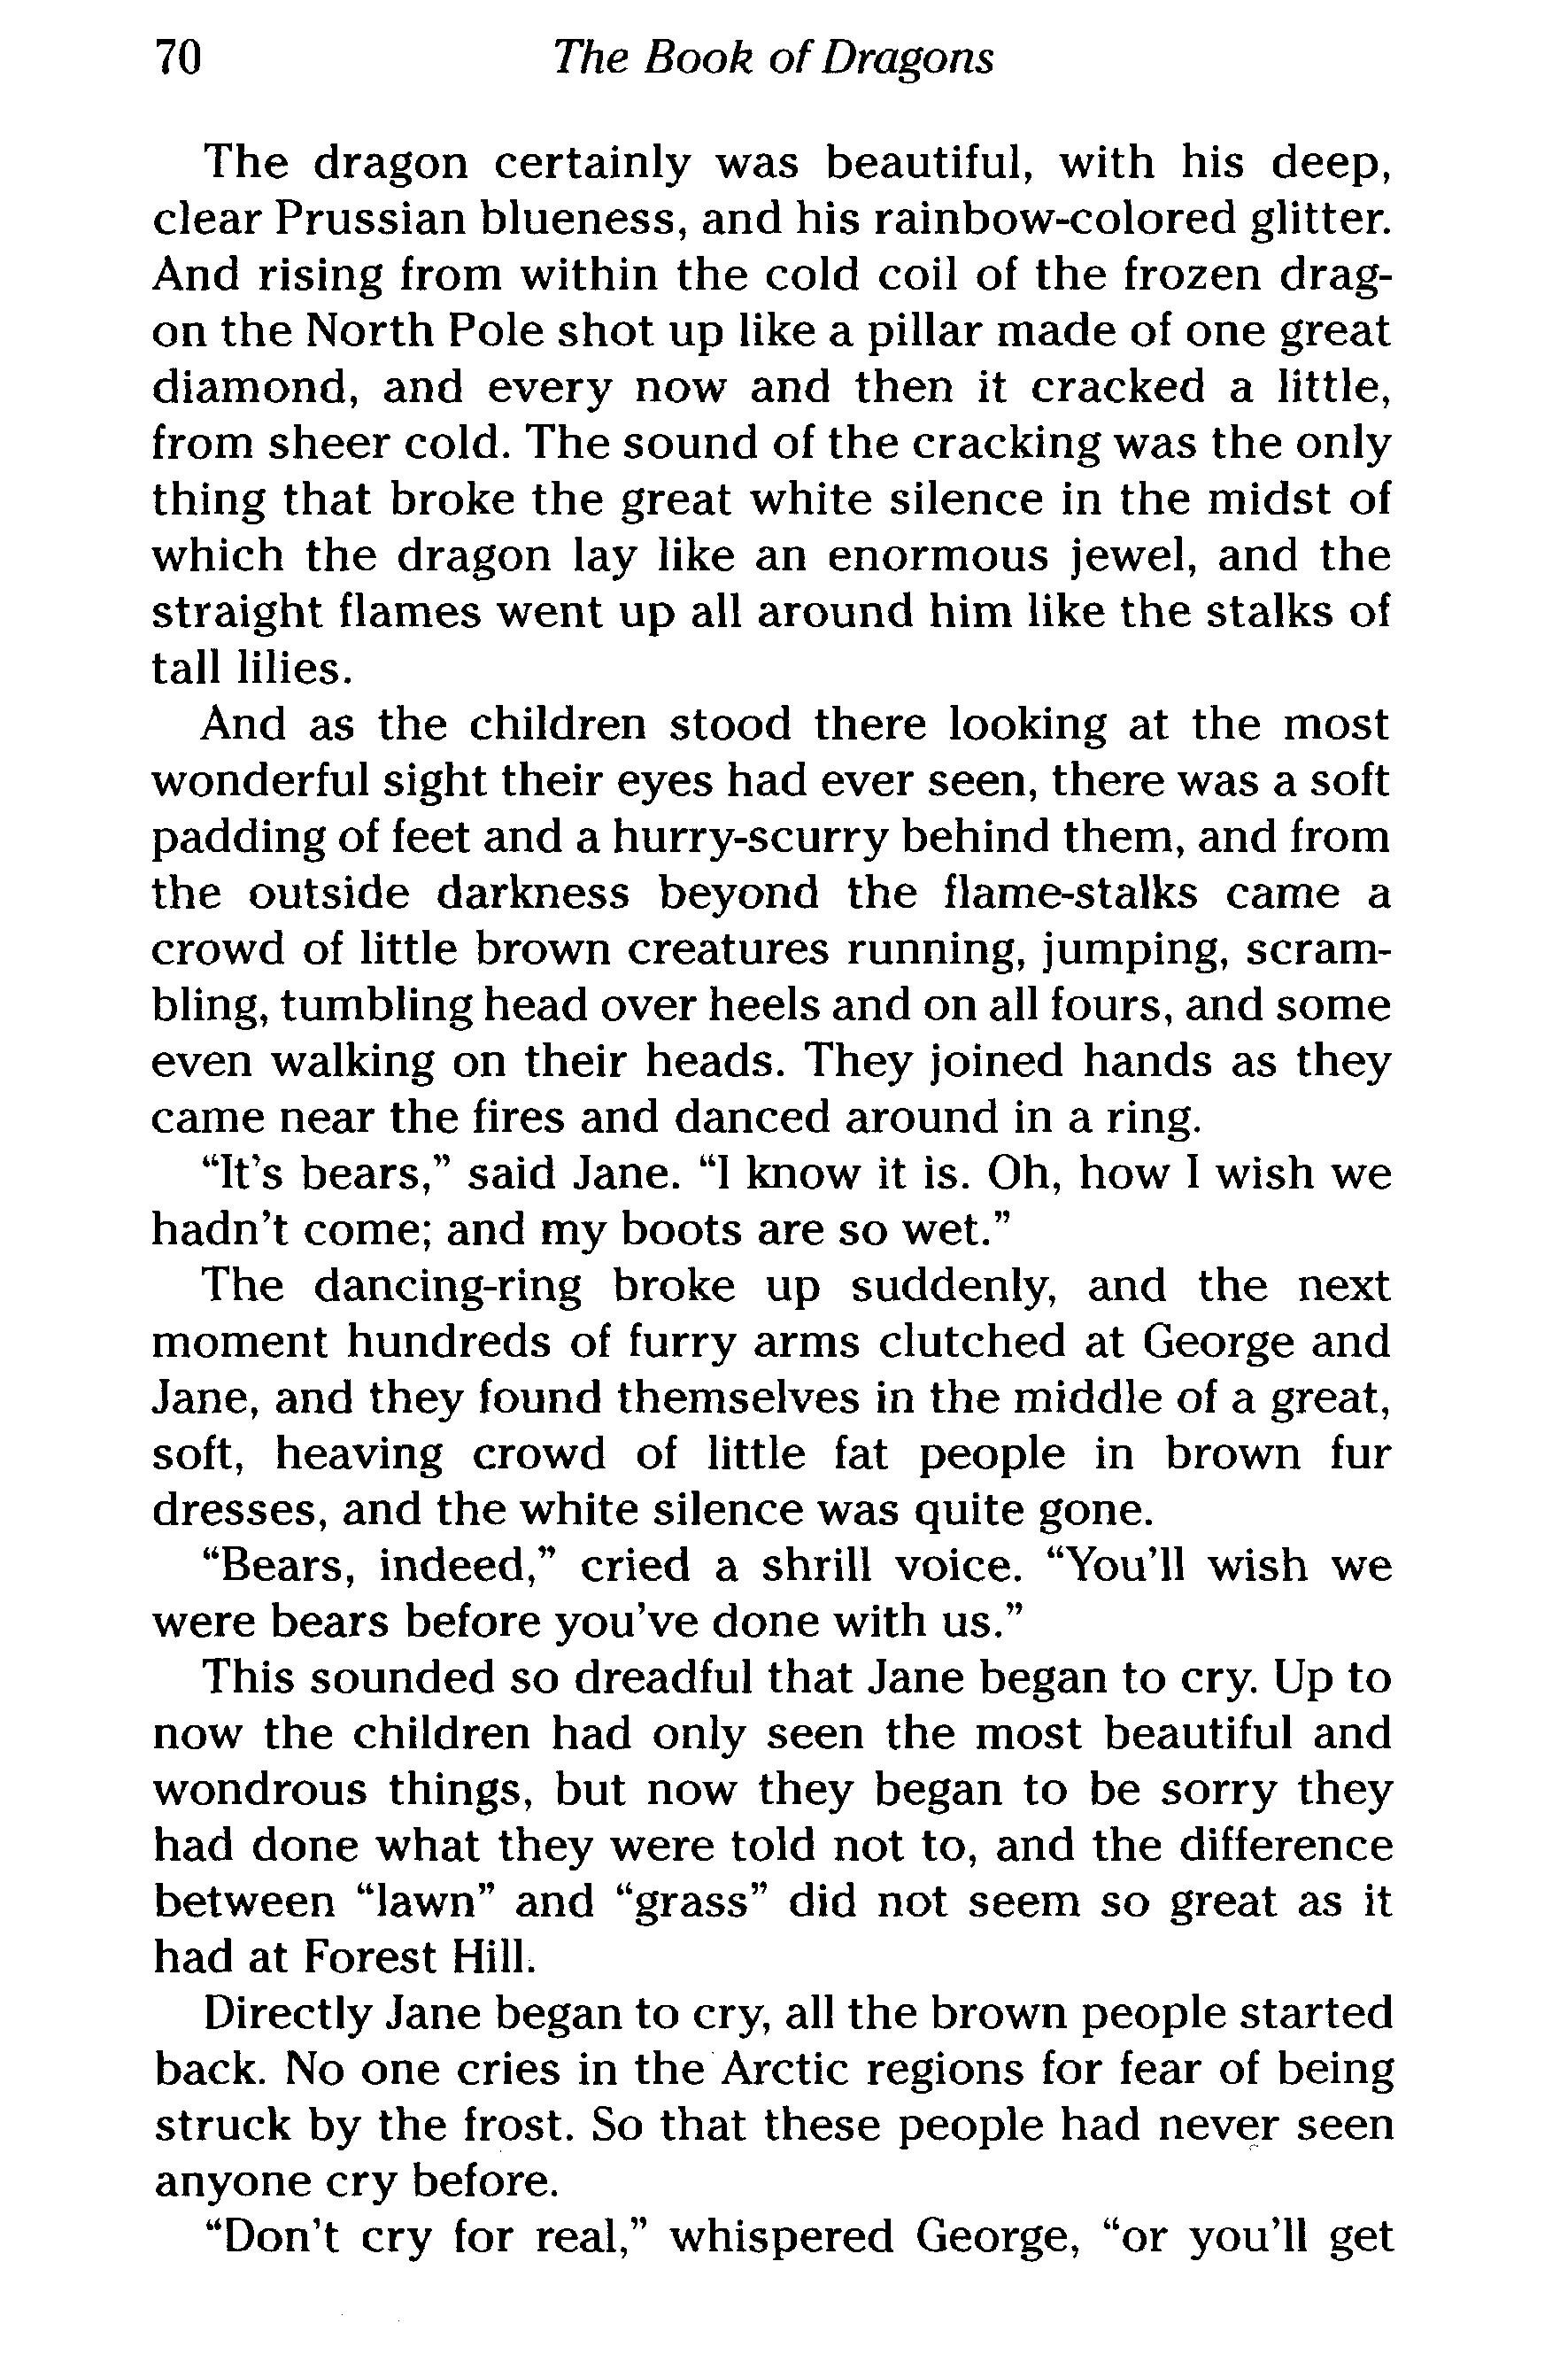 70 The Book of Dragons
The dragon certainly was beautiful, with his deep,
clear Prussian blueness, and his rainbow-colored glitter.
And rising from within the cold coil of the frozen drag-
on the North Pole shot up like a pillar made of one great
diamond, and every now and then it cracked a little,
from sheer cold. The sound of the cracking was the only
thing that broke the great white silence in the midst of
which the dragon lay like an enormous jewel, and the
straight flames went up all around him like the stalks of
tall lilies.
And as the children stood there looking at the most
wonderful sight their eyes had ever seen, there was a soft
padding of feet and a hurry-scurry behind them, and from
the outside darkness beyond the flame-stalks came a
crowd of little brown creatures running, jumping, scram-
bling, tumbling head over heels and on all fours, and some
even walking on their heads. They joined hands as they
came near the fires and danced around in a ring.
“It’s bears,” said Jane. “I know it is. Oh, how I wish we
hadn’t come; and my boots are so wet.”
The dancing-ring broke up suddenly, and the next
moment hundreds of furry arms clutched at George and
Jane, and they found themselves in the middle of a great,
soft, heaving crowd of little fat people in brown fur
dresses, and the white silence was quite gone.
“Bears, indeed,” cried a shrill voice. “You’ll wish we
were bears before you’ve done with us.”
This sounded so dreadful that Jane began to cry. Up to
now the children had only seen the most beautiful and
wondrous things, but now they began to be sorry they
had done what they were told not to, and the difference
between “lawn” and “grass” did not seem so great as it
had at Forest Hill.
Directly Jane began to cry, all the brown people started
back. No one cries in the Arctic regions for fear of being
struck by the frost. So that these people had never seen
anyone cry before.
“Don’t cry for real,” whispered George, “or you’ll get